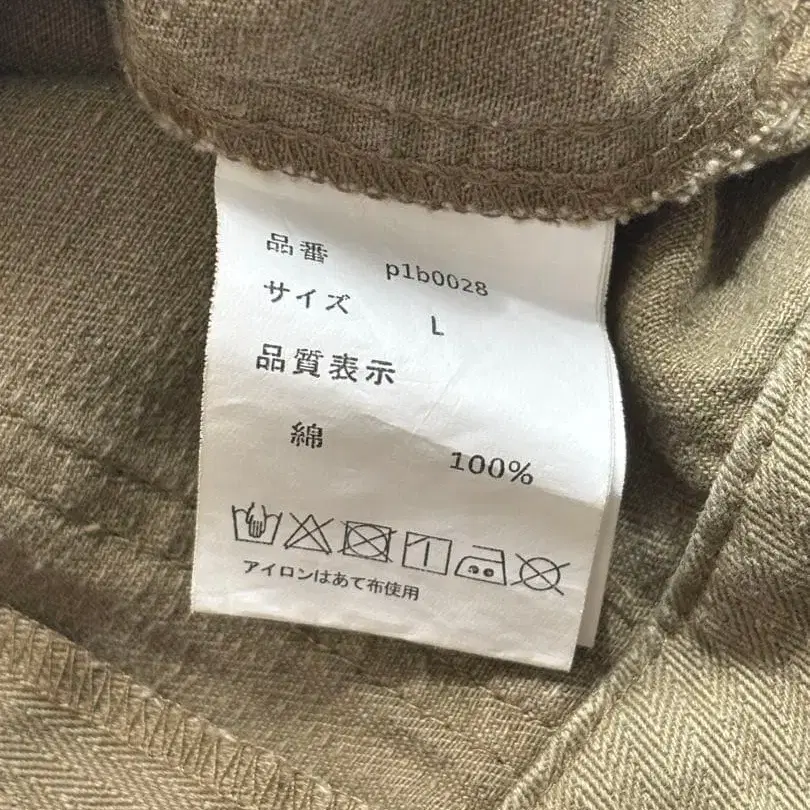 品番 p1b0028
サイズ L
品質表示
綿 100%
アイロンはあて布使用